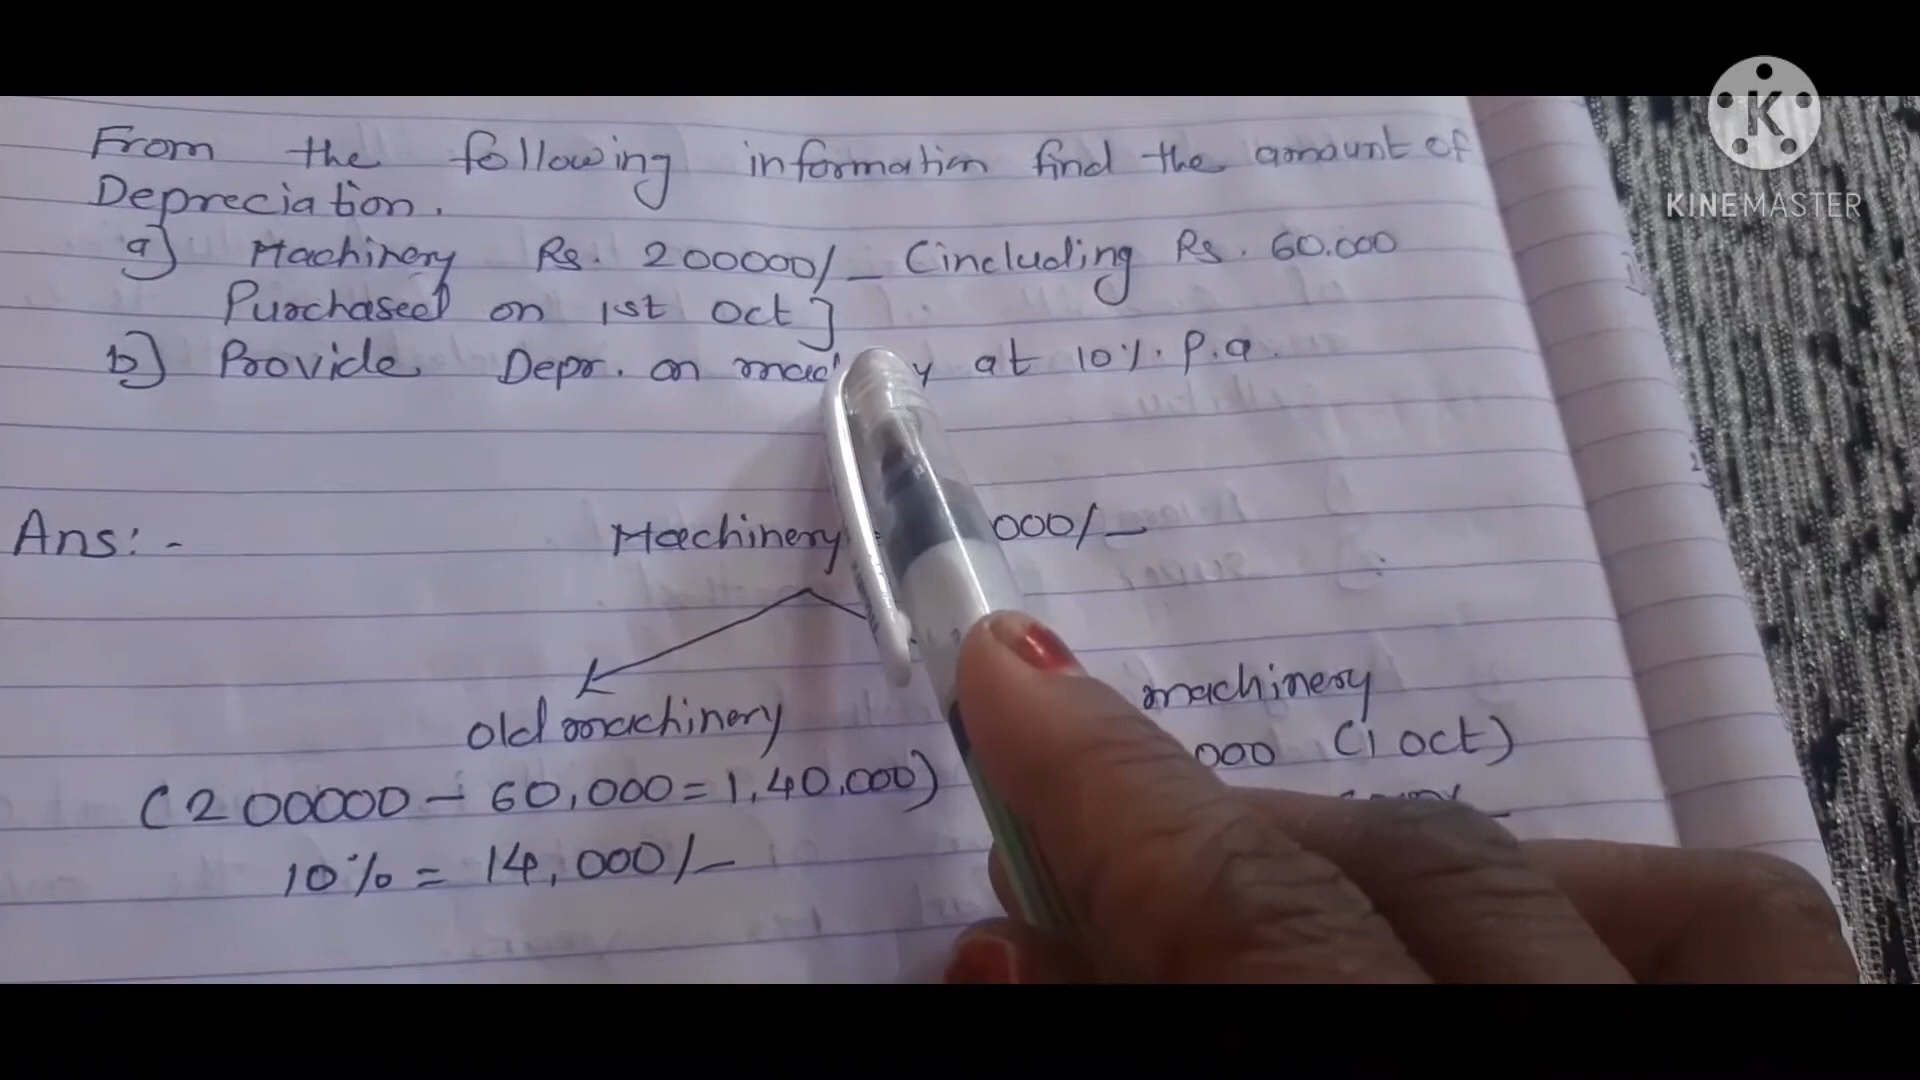 K
KINEMASTER
From the following information find the amount of
Depreciation.
a] Machinery Rs. 200000/- (including Rs. 60.000
Purchased on 1st Oct]
b] Provide Depr. on at 10%. P.a.
Ans:- Machinery 000/-
old machinery machinery
(200000 - 60,000 = 1,40,000) 000 (1 oct)
10% = 14,000/-